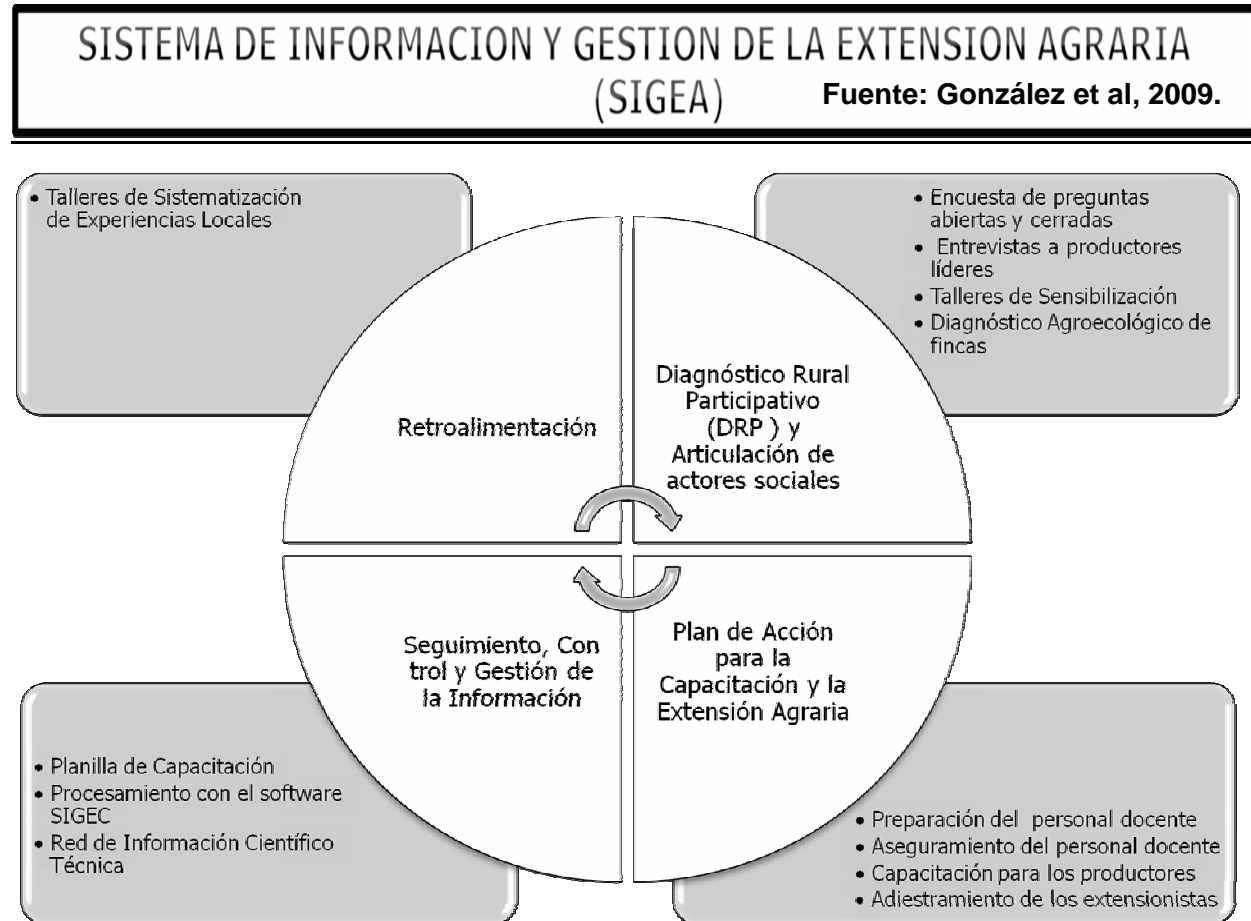 SISTEMA DE INFORMACION Y GESTION DE LA EXTENSION AGRARIA
(SIGEA) Fuente: González et al, 2009.
• Talleres de Sistematización
de Experiencias Locales
• Encuesta de preguntas
abiertas y cerradas
• Entrevistas a productores
líderes
• Talleres de Sensibilización
• Diagnóstico Agroecológico de
fincas
Retroalimentación
Diagnóstico Rural
Participativo
(DRP ) y
Articulación de
actores sociales
Seguimiento, Con
trol y Gestión de
la Información
Plan de Acción
para la
Capacitación y la
Extensión Agraria
• Planilla de Capacitación
• Procesamiento con el software
SIGEC
• Red de Información Científico
Técnica
• Preparación del personal docente
• Aseguramiento del personal docente
• Capacitación para los productores
• Adiestramiento de los extensionistas